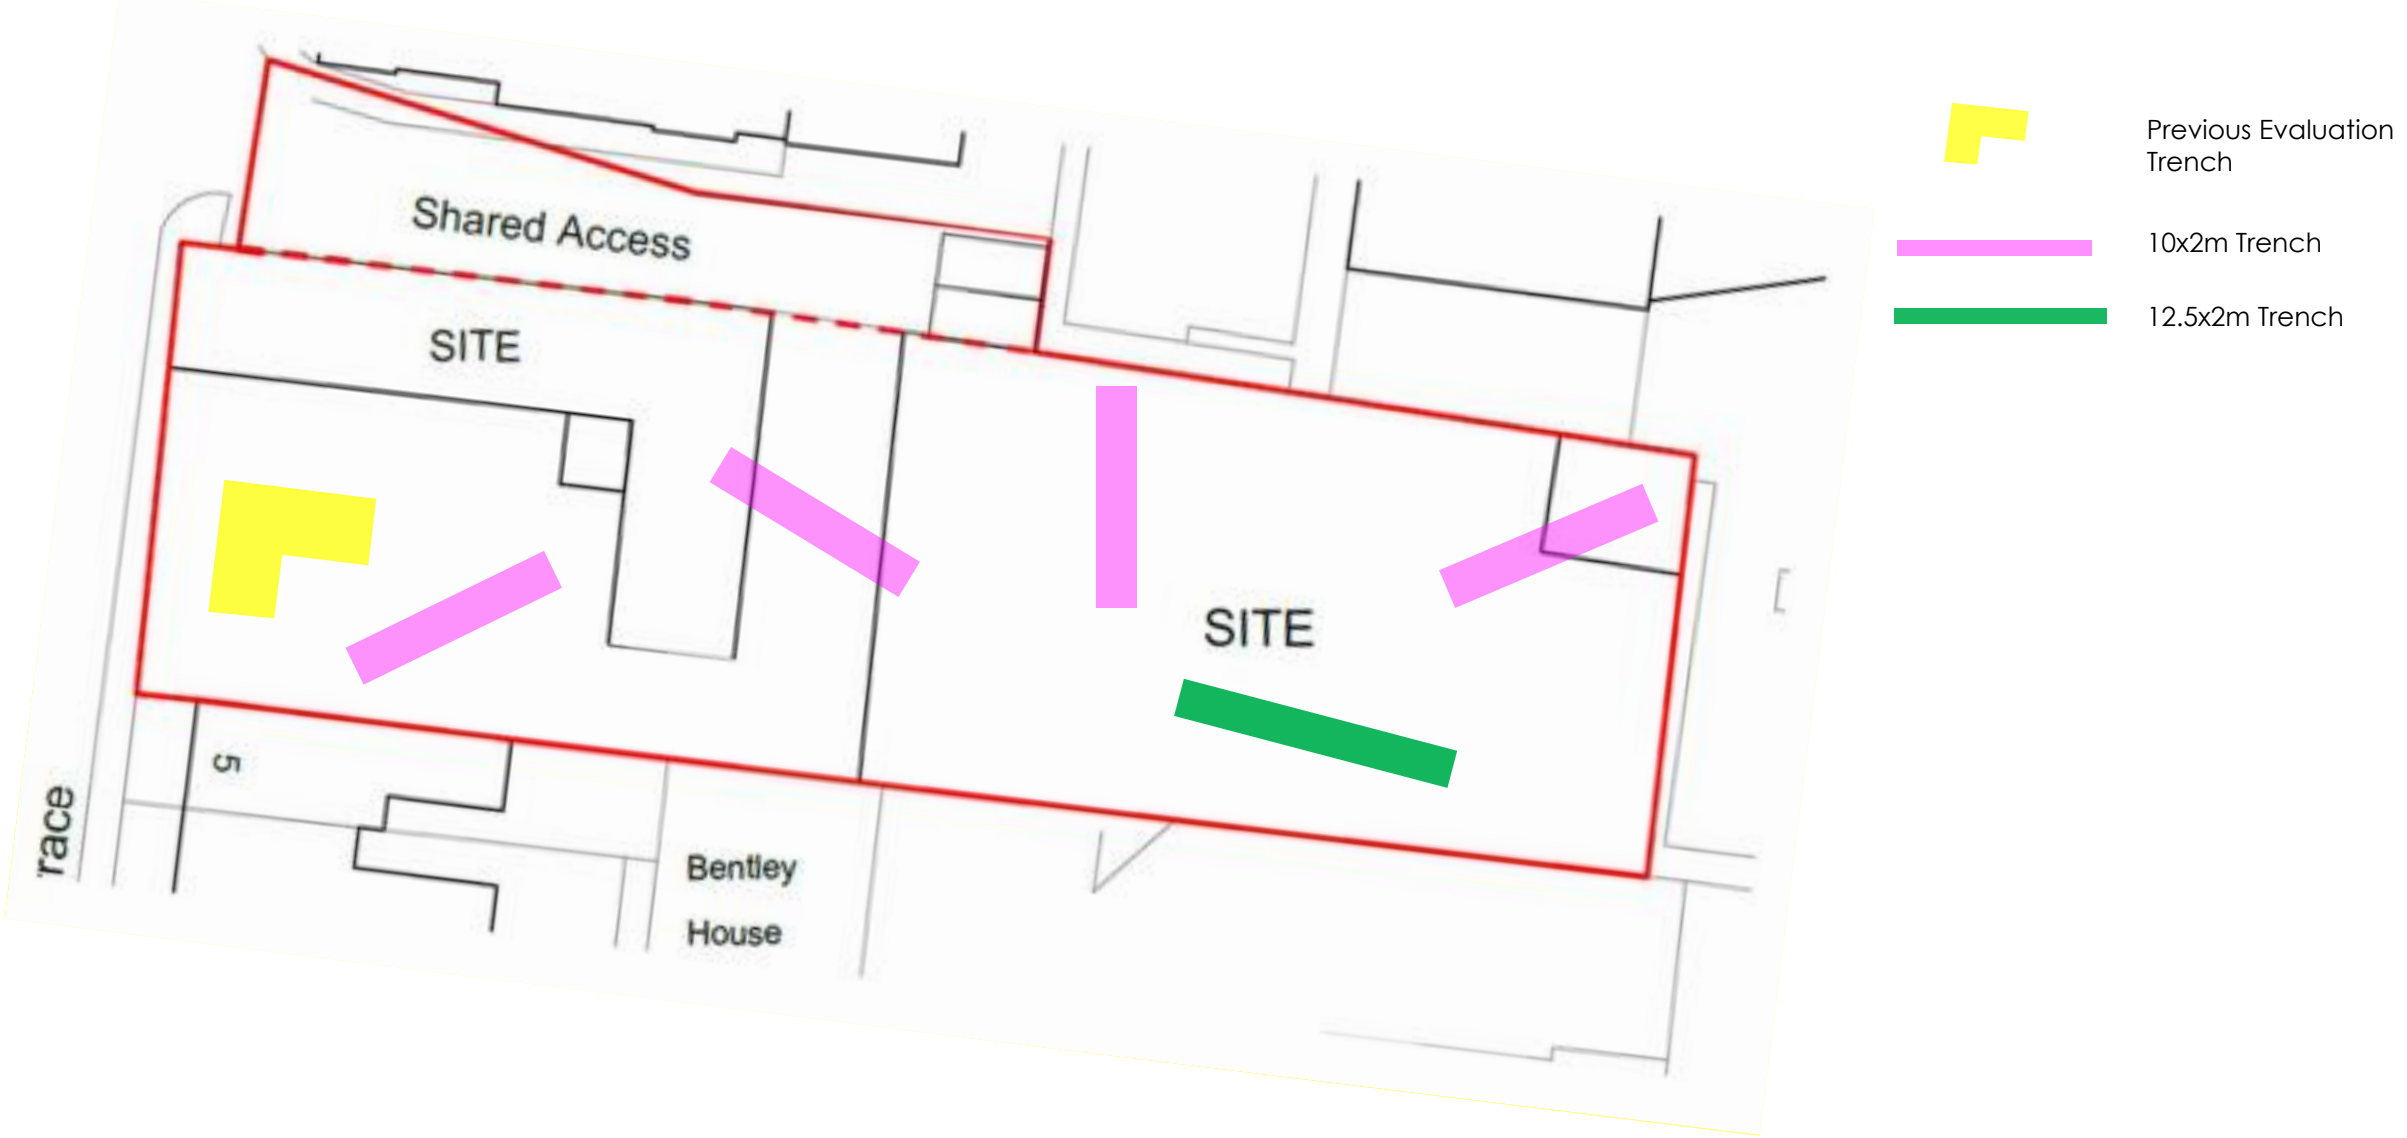 Previous Evaluation
Trench
10x2m Trench
12.5x2m Trench
Shared Access
SITE
SITE
5
Bentley
House
race